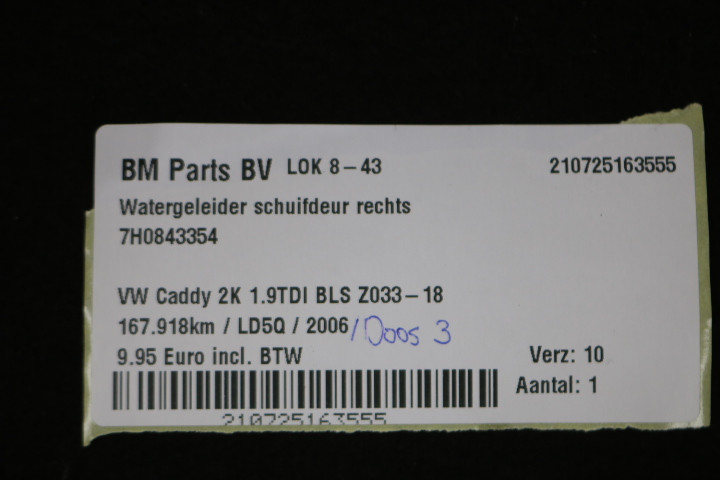 BM Parts BV LOK 8-43 210725163555
Watergeleider schuifdeur rechts
7H0843354
VW Caddy 2K 1.9TDI BLS Z033-18
167.918km / LD5Q / 2006 / Doos 3
9.95 Euro incl. BTW Verz: 10
Aantal: 1
210725163555